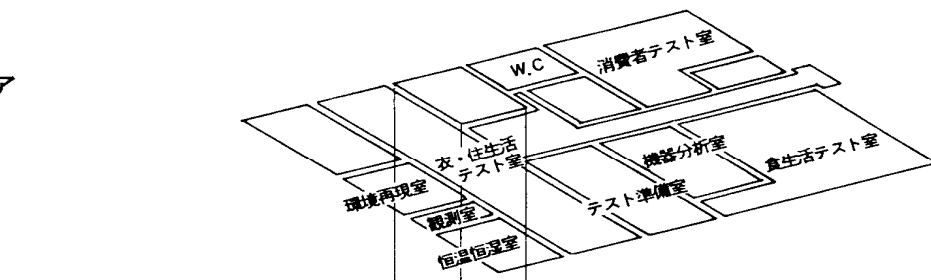 W.C
消費者テスト室
衣・住生活
テスト室
機器分析室
食生活テスト室
環境再現室
テスト準備室
観測室
恒温恒湿室